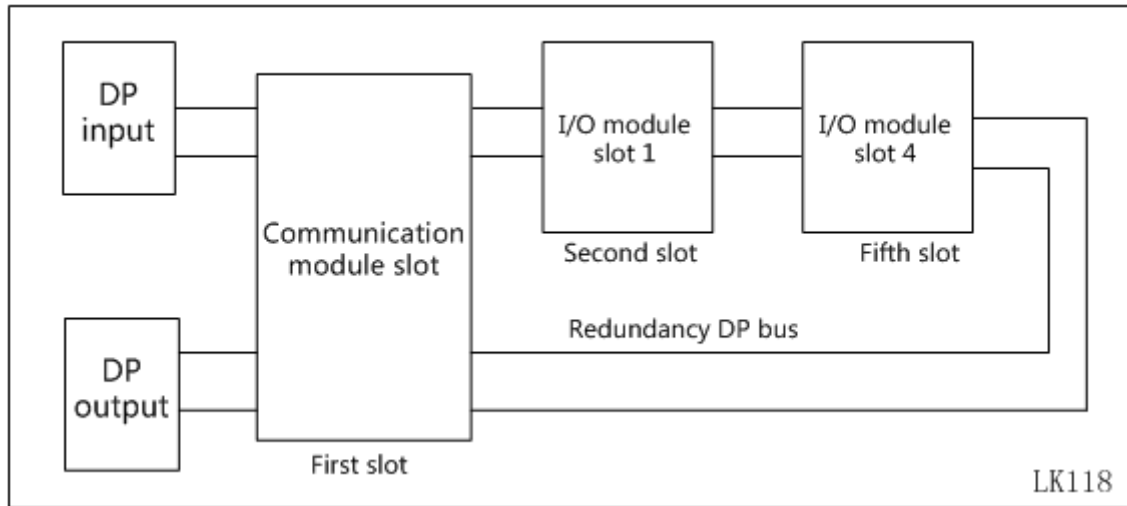 DP
input
Communication
module slot
First slot
DP
output
I/O module
slot 1
Second slot
I/O module
slot 4
Fifth slot
Redundancy DP bus
LK118